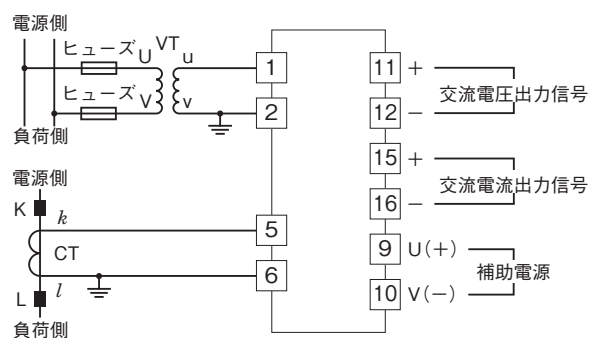 電源側
ヒューズ U VT u
ヒューズ V v
負荷側
1
2
電源側
K k
CT
L l
負荷側
5
6
11 + 
12 −
交流電圧出力信号
15 +
16 −
交流電流出力信号
9 U(+)
10 V(−)
補助電源